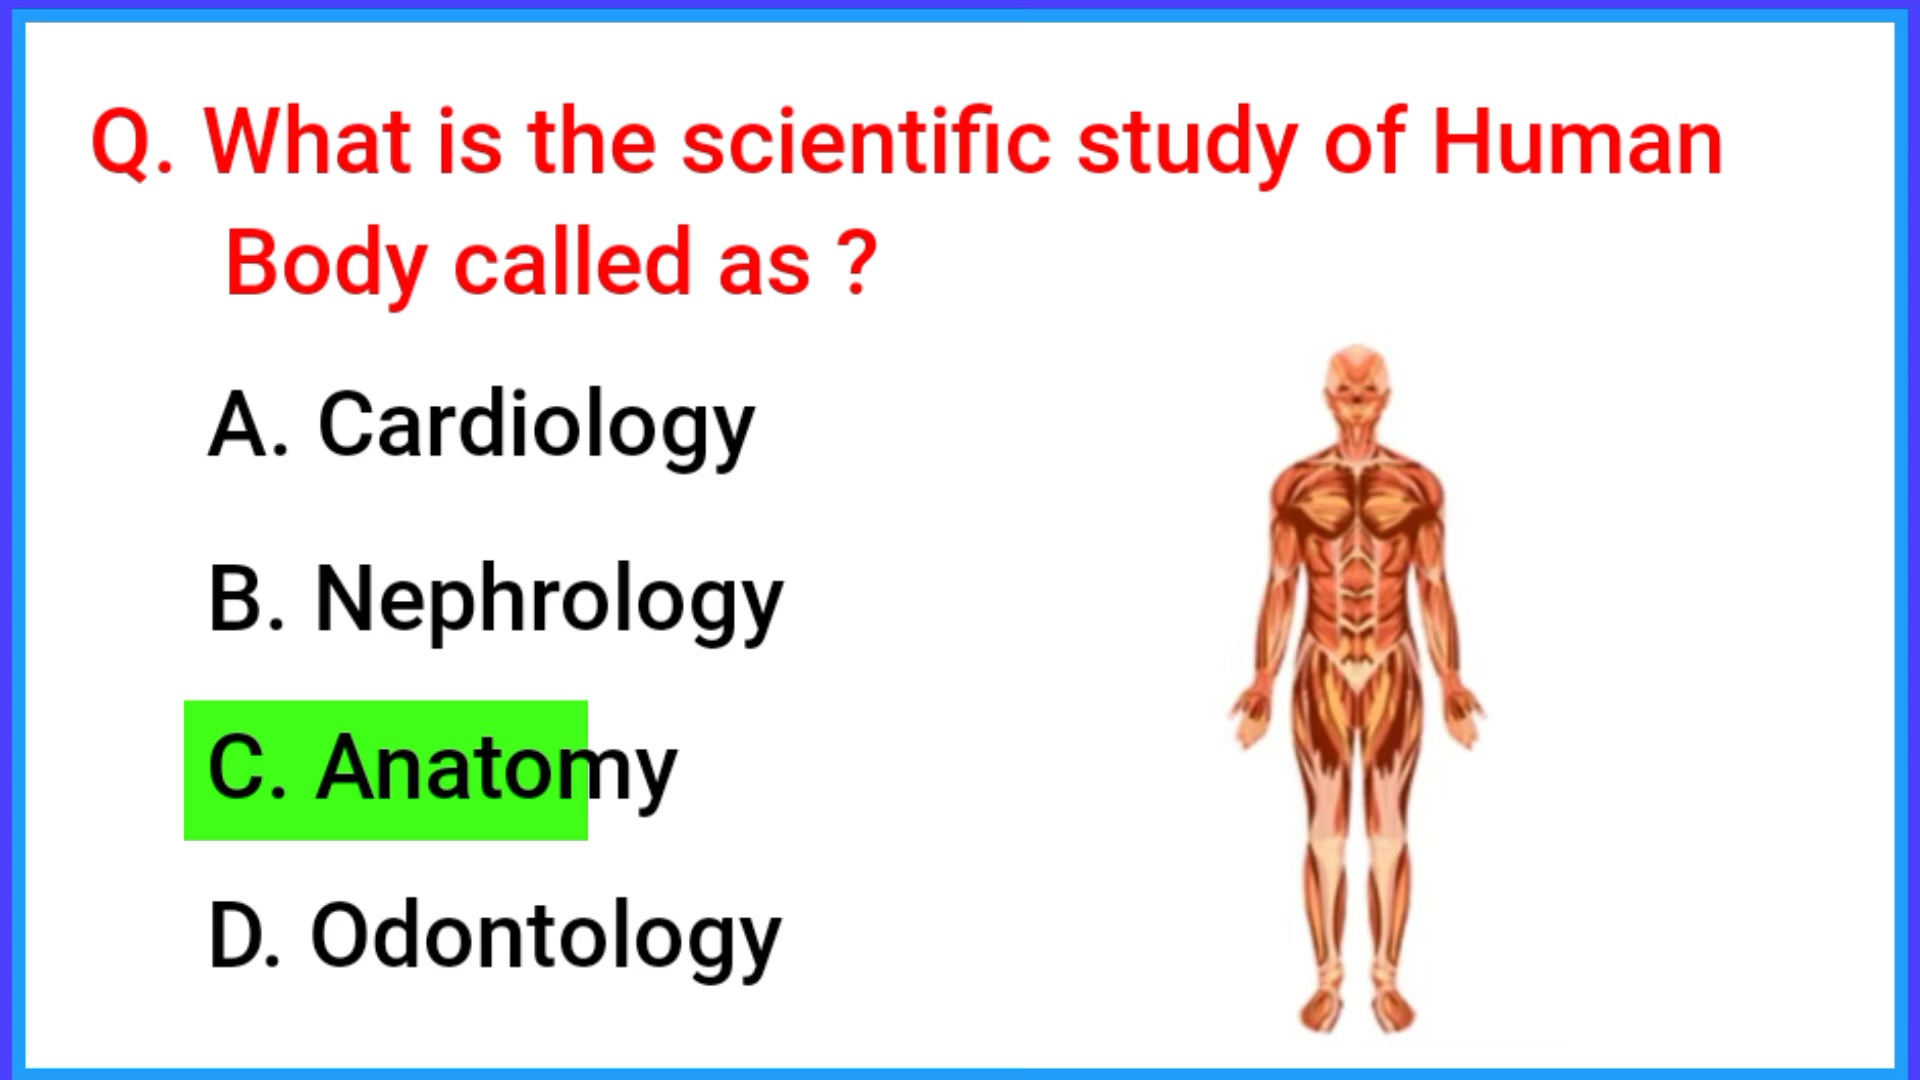 Q. What is the scientific study of Human
Body called as ?
A. Cardiology
B. Nephrology
C. Anatomy
D. Odontology